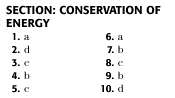 SECTION: CONSERVATION OF
ENERGY
1. a
2. d
3. c
4. b
5. c
6. a
7. b
8. c
9. b
10. d